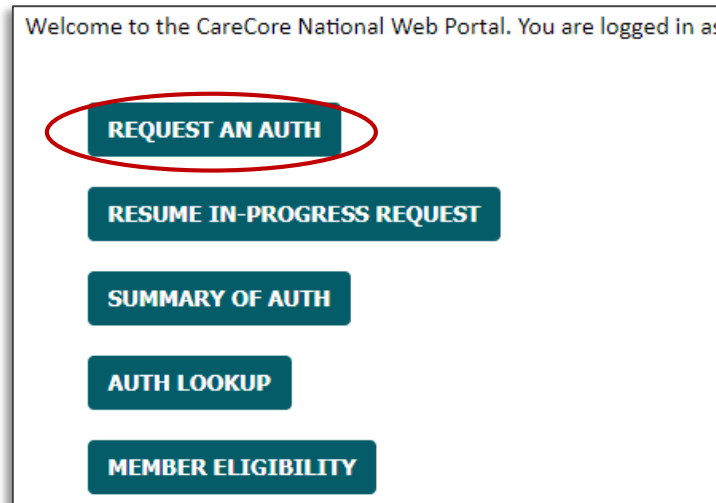 Welcome to the CareCore National Web Portal. You are logged in as
REQUEST AN AUTH
RESUME IN-PROGRESS REQUEST
SUMMARY OF AUTH
AUTH LOOKUP
MEMBER ELIGIBILITY